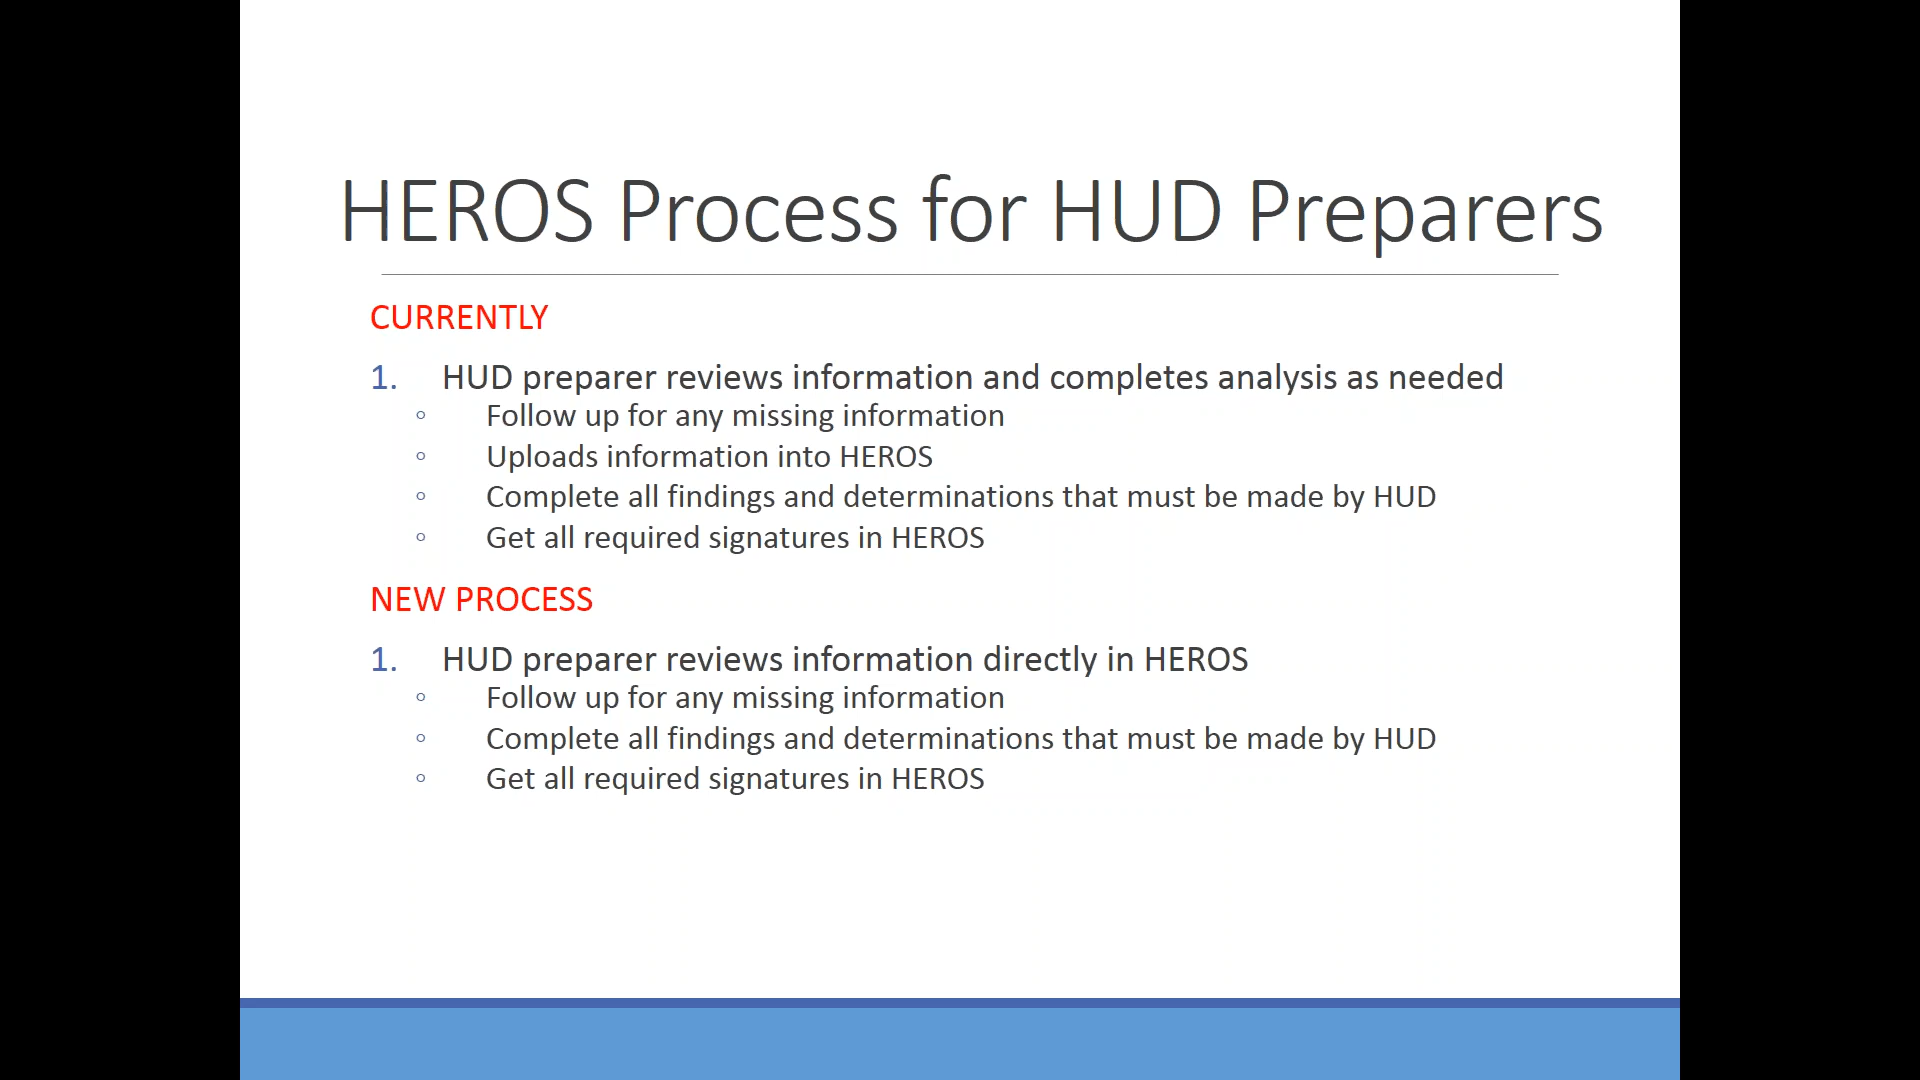 HEROS Process for HUD Preparers
CURRENTLY
1. HUD preparer reviews information and completes analysis as needed
◦ Follow up for any missing information
◦ Uploads information into HEROS
◦ Complete all findings and determinations that must be made by HUD
◦ Get all required signatures in HEROS
NEW PROCESS
1. HUD preparer reviews information directly in HEROS
◦ Follow up for any missing information
◦ Complete all findings and determinations that must be made by HUD
◦ Get all required signatures in HEROS